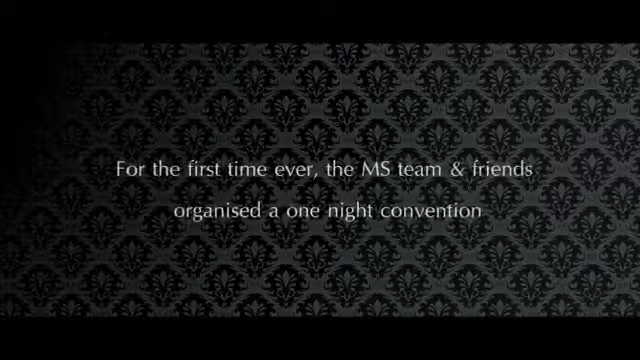 For the first time ever, the MS team & friends
organised a one night convention